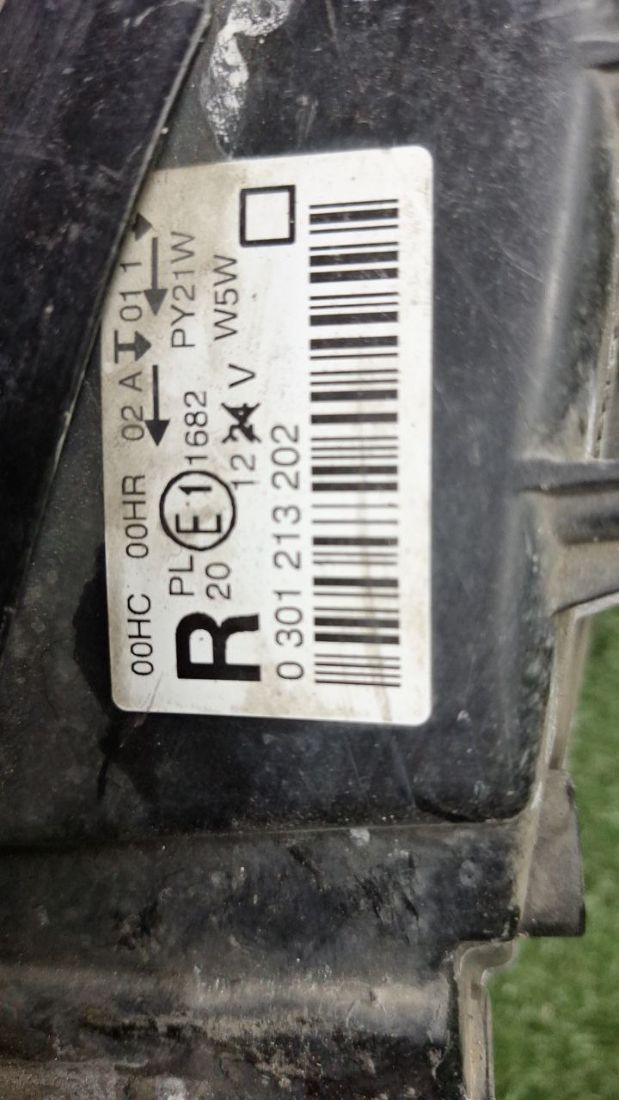 00HC 00HR 02 A 01 1
PL
20 E1 1682 PY21W
R 12 24 V W5W
0 301 213 202